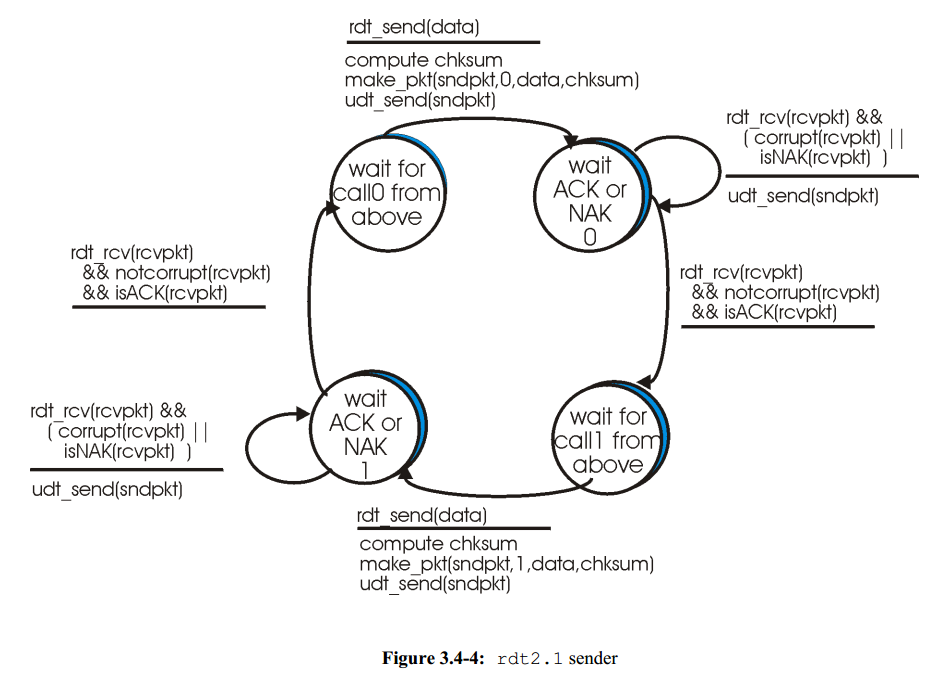 rdt_send(data)
compute chksum
make_pkt(sndpkt,0,data,chksum)
udt_send(sndpkt)
wait for
call0 from
above
wait
ACK or
NAK
0
rdt_rcv(rcvpkt) &&
( corrupt(rcvpkt) ||
isNAK(rcvpkt) )
udt_send(sndpkt)
rdt_rcv(rcvpkt)
&& notcorrupt(rcvpkt)
&& isACK(rcvpkt)
rdt_rcv(rcvpkt)
&& notcorrupt(rcvpkt)
&& isACK(rcvpkt)
wait
ACK or
NAK
1
wait for
call1 from
above
rdt_rcv(rcvpkt) &&
( corrupt(rcvpkt) ||
isNAK(rcvpkt) )
udt_send(sndpkt)
rdt_send(data)
compute chksum
make_pkt(sndpkt,1,data,chksum)
udt_send(sndpkt)
Figure 3.4-4: rdt2.1 sender